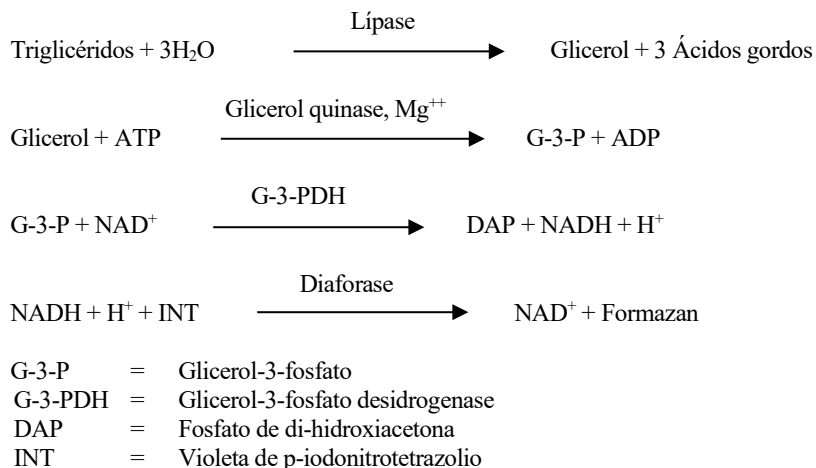 Lípase
Triglicéridos + 3H₂O Glicerol + 3 Ácidos gordos
Glicerol quinase, Mg⁺⁺
Glicerol + ATP G-3-P + ADP
G-3-PDH
G-3-P + NAD⁺ DAP + NADH + H⁺
Diaforase
NADH + H⁺ + INT NAD⁺ + Formazan
G-3-P = Glicerol-3-fosfato
G-3-PDH = Glicerol-3-fosfato desidrogenase
DAP = Fosfato de di-hidroxiacetona
INT = Violeta de p-iodonitrotetrazolio